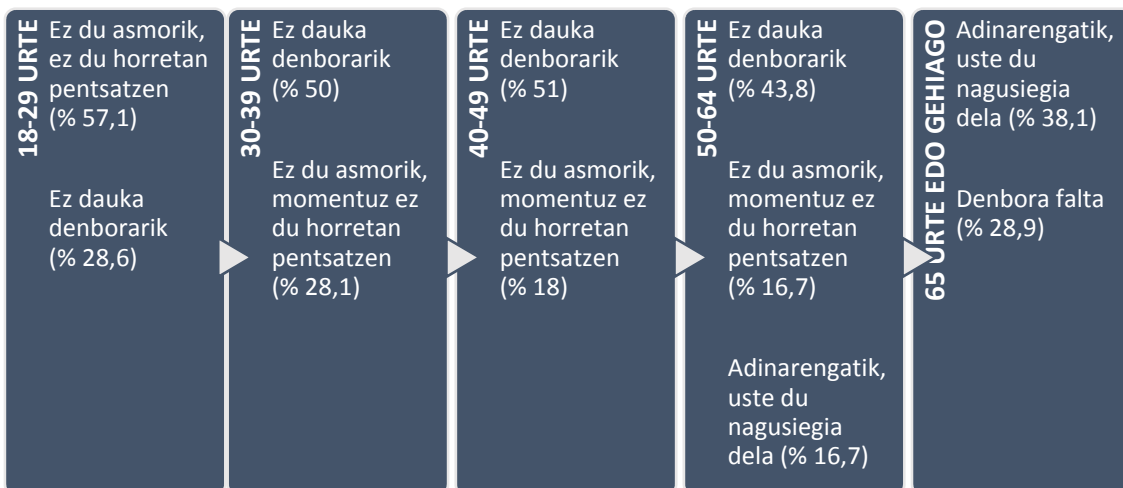 18-29 URTE
Ez du asmorik,
ez du horretan
pentsatzen
(% 57,1)
Ez dauka
denborarik
(% 28,6)
30-39 URTE
Ez dauka
denborarik
(% 50)
Ez du asmorik,
momentuz ez
du horretan
pentsatzen
(% 28,1)
40-49 URTE
Ez dauka
denborarik
(% 51)
Ez du asmorik,
momentuz ez
du horretan
pentsatzen
(% 18)
50-64 URTE
Ez dauka
denborarik
(% 43,8)
Ez du asmorik,
momentuz ez
du horretan
pentsatzen
(% 16,7)
Adinarengatik,
uste du
nagusiegia
dela (% 16,7)
65 URTE EDO GEHIAGO
Adinarengatik,
uste du
nagusiegia
dela (% 38,1)
Denbora falta
(% 28,9)